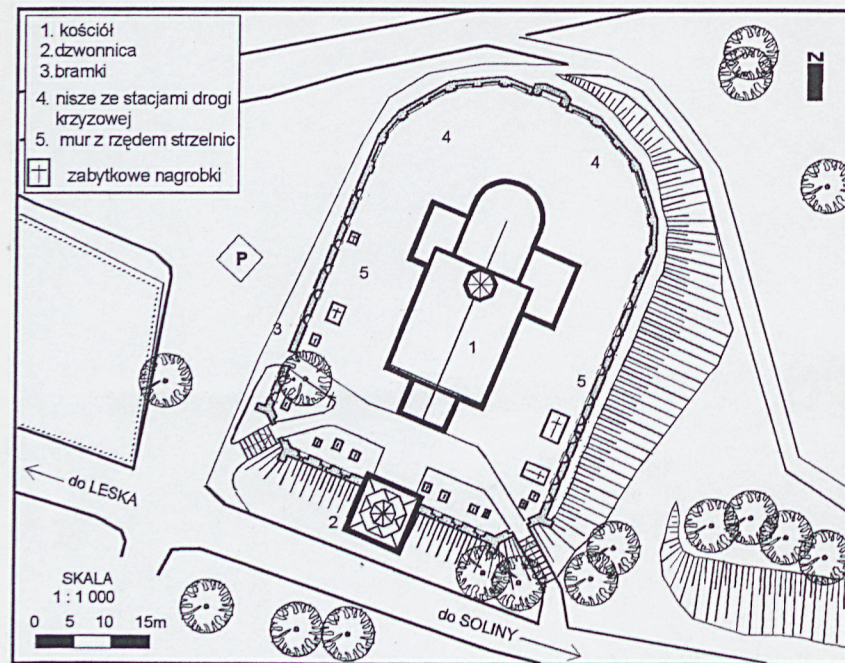 1. kościół
2. dzwonnica
3. bramki
4. nisze ze stacjami drogi
krzyzowej
5. mur z rzędem strzelnic
zabytkowe nagrobki
N
4
4
P
5
3
1
5
2
do LESKA
do SOLINY
SKALA
1 : 1 000
0 5 10 15m